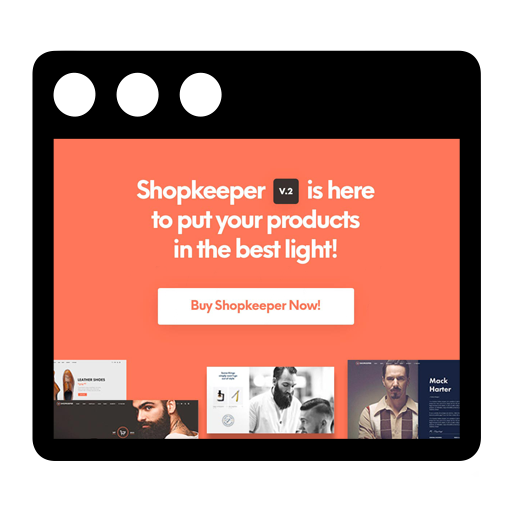 Shopkeeper V.2 is here
to put your products
in the best light!
Buy Shopkeeper Now!
LEATHER SHOES
Mack
Harter